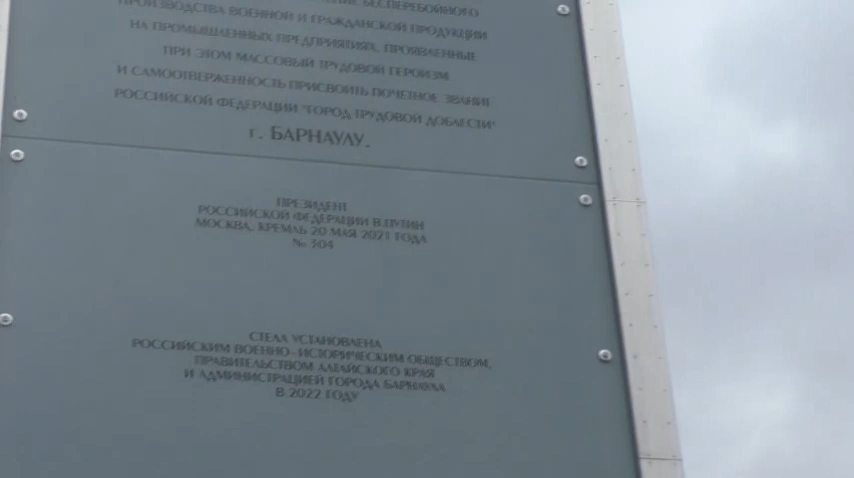 БЕСПЕРЕБОЙНОГО
ПРОИЗВОДСТВА ВОЕННОЙ И ГРАЖДАНСКОЙ ПРОДУКЦИИ
НА ПРОМЫШЛЕННЫХ ПРЕДПРИЯТИЯХ, ПРОЯВЛЕННЫЕ
ПРИ ЭТОМ МАССОВЫЙ ТРУДОВОЙ ГЕРОИЗМ
И САМООТВЕРЖЕННОСТЬ ПРИСВОИТЬ ПОЧЕТНОЕ ЗВАНИЕ
РОССИЙСКОЙ ФЕДЕРАЦИИ "ГОРОД ТРУДОВОЙ ДОБЛЕСТИ"
г. БАРНАУЛУ.
ПРЕЗИДЕНТ
РОССИЙСКОЙ ФЕДЕРАЦИИ В.ПУТИН
МОСКВА, КРЕМЛЬ 20 МАЯ 2021 ГОДА
№ 304
СТЕЛА УСТАНОВЛЕНА
РОССИЙСКИМ ВОЕННО-ИСТОРИЧЕСКИМ ОБЩЕСТВОМ,
ПРАВИТЕЛЬСТВОМ АЛТАЙСКОГО КРАЯ
И АДМИНИСТРАЦИЕЙ ГОРОДА БАРНАУЛА
В 2022 ГОДУ